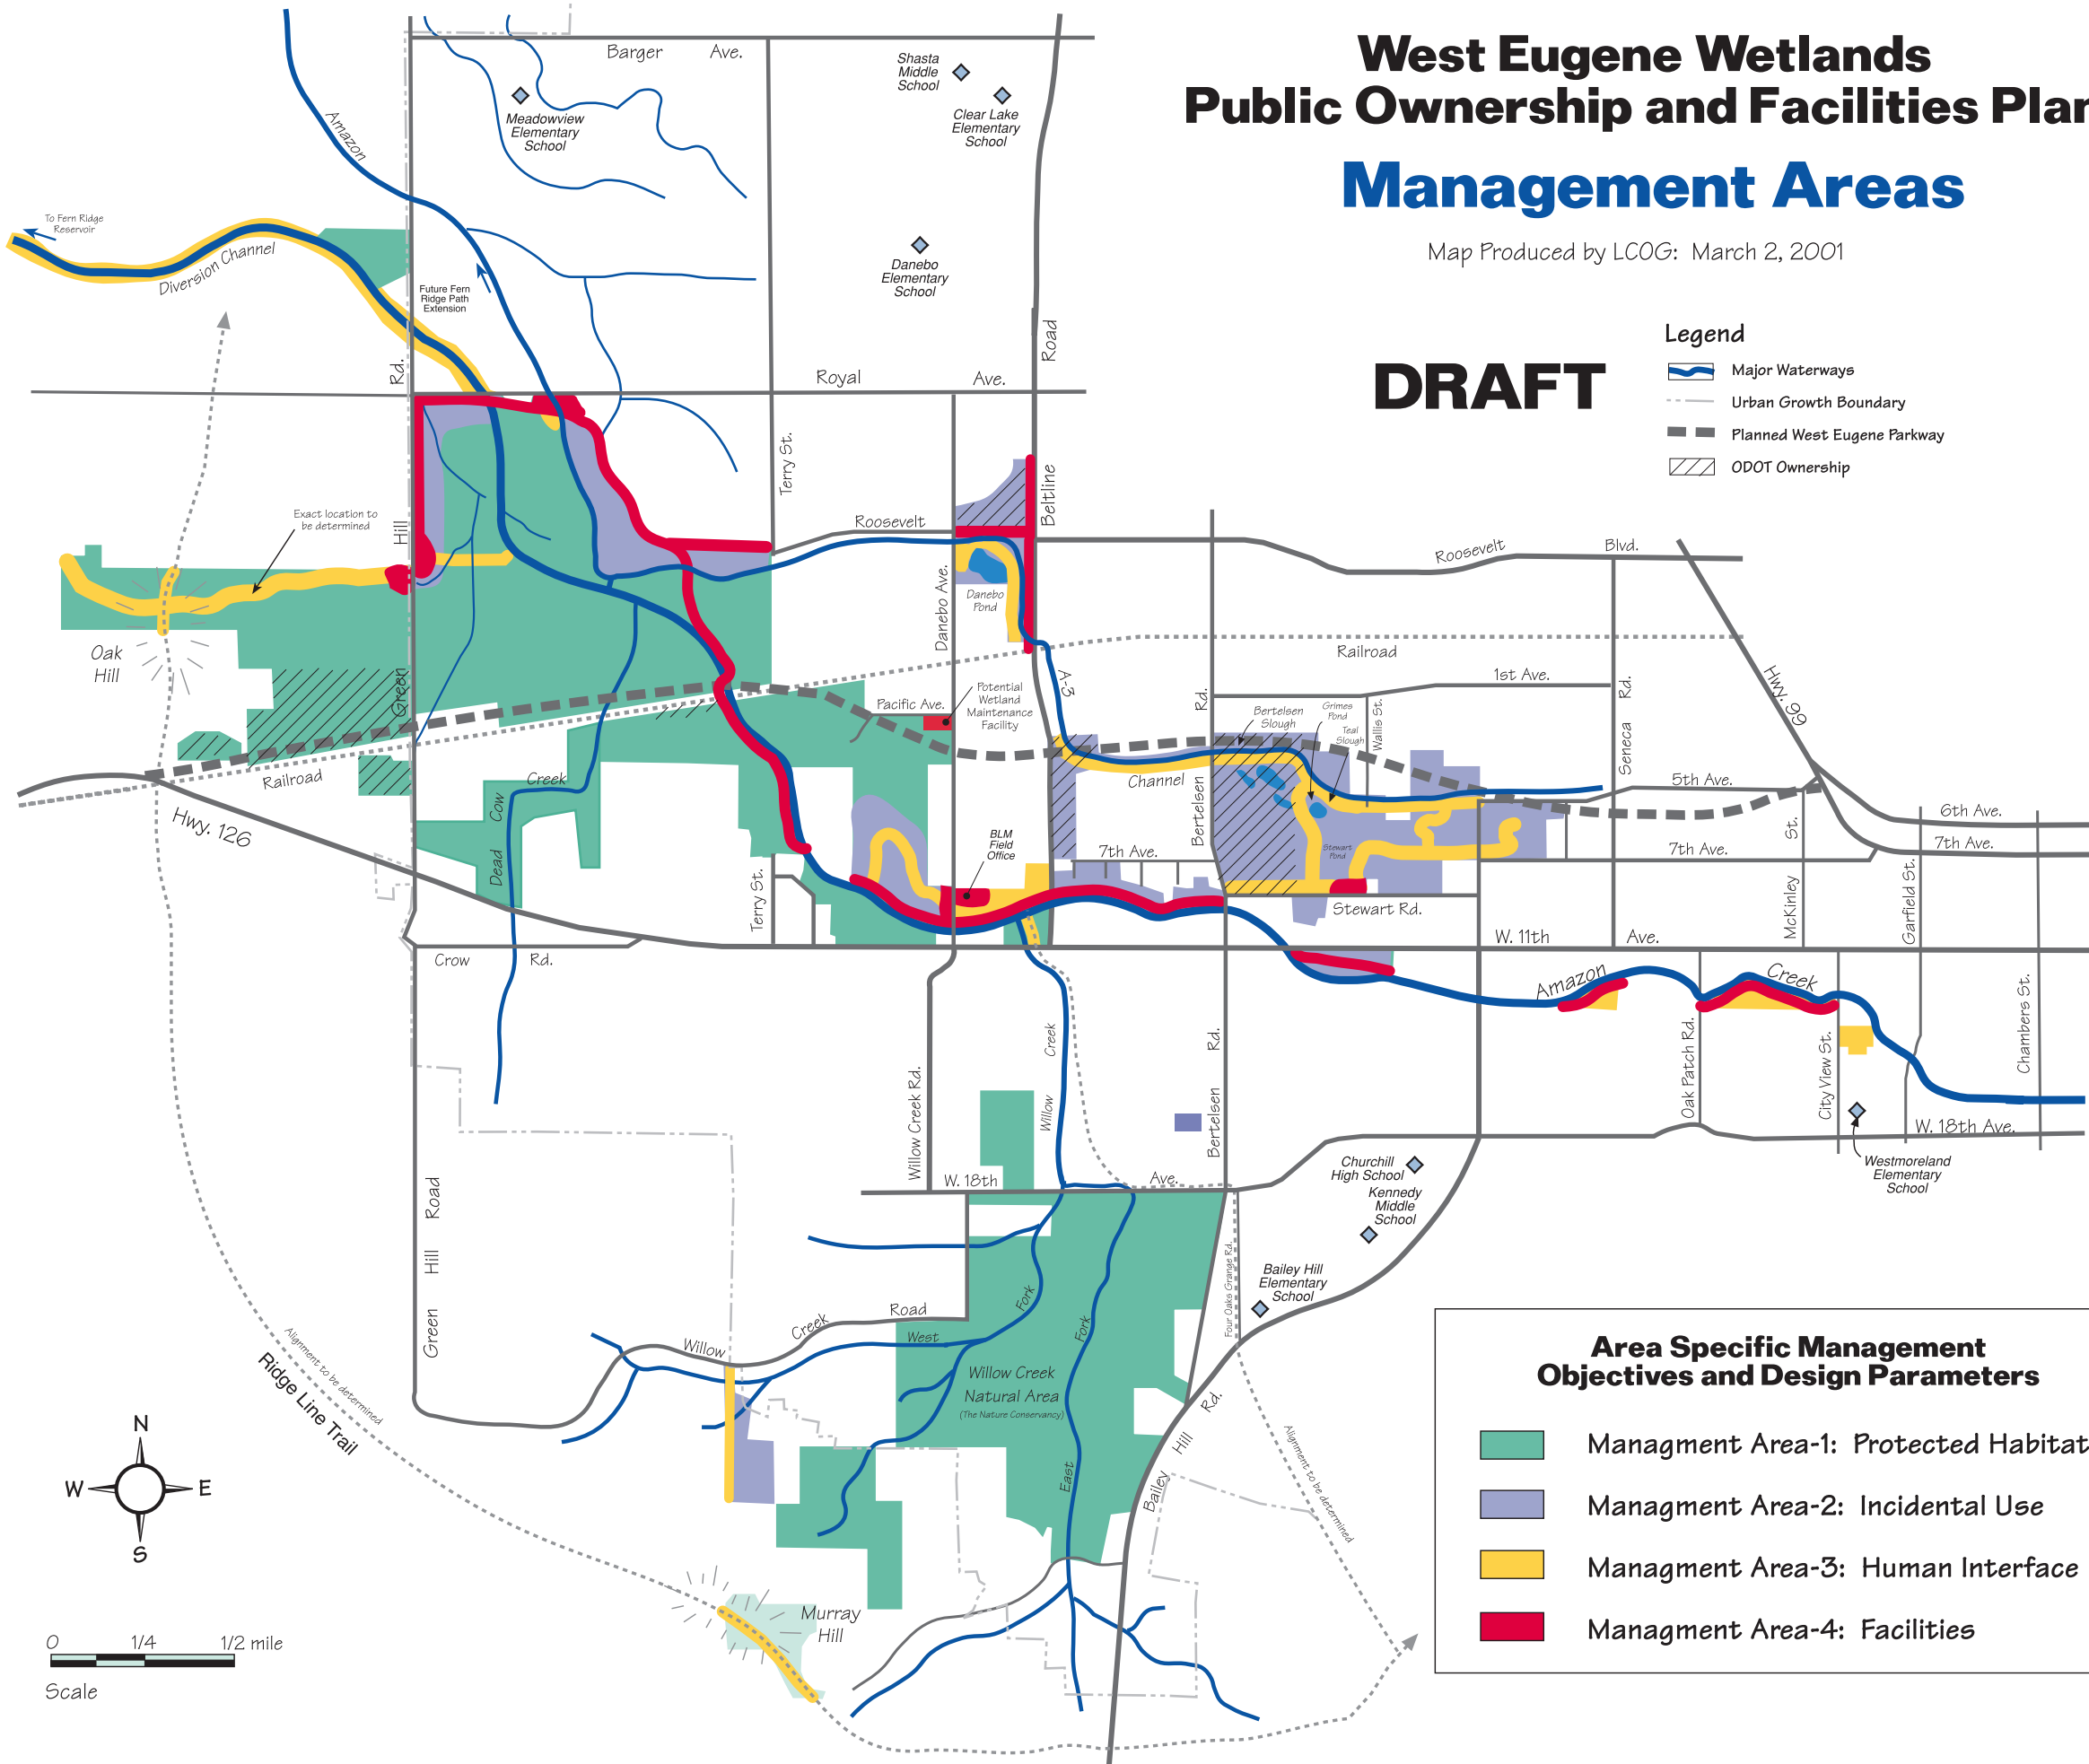 West Eugene Wetlands
Public Ownership and Facilities Plan
Management Areas
Map Produced by LCOG:  March 2, 2001
DRAFT
Legend
Major Waterways
Urban Growth Boundary
Planned West Eugene Parkway
ODOT Ownership
Barger Ave.
Shasta
Middle
School
Clear Lake
Elementary
School
Meadowview
Elementary
School
Danebo
Elementary
School
Amazon
To Fern Ridge
Reservoir
Diversion Channel
Future Fern
Ridge Path
Extension
Rd.
Road
Royal Ave.
Terry St.
Beltline
Exact location to
be determined
Hill
Roosevelt
Roosevelt Blvd.
Danebo
Pond
Danebo Ave.
Oak
Hill
Green
Railroad
A-3
Rd.
1st Ave.
Rd.
Hwy. 99
Pacific Ave.
Potential
Wetland
Maintenance
Facility
Bertelsen
Slough
Grimes
Pond
Teal
Slough
Wallis St.
Seneca
Railroad
Creek
Channel
5th Ave.
6th Ave.
Hwy. 126
Cow
Dead
BLM
Field
Office
Bertelsen
7th Ave.
Stewart
Pond
7th Ave.
St.
7th Ave.
Terry St.
Stewart Rd.
McKinley
Garfield St.
W. 11th Ave.
Crow Rd.
Amazon Creek
Chambers St.
Creek
Rd.
Oak Patch Rd.
City View St.
Willow Creek Rd.
Willow
Bertelsen
W. 18th Ave.
Westmoreland
Elementary
School
Churchill
High School
Kennedy
Middle
School
W. 18th Ave.
Road
Hill
Green
Four Oaks Grange Rd.
Bailey Hill
Elementary
School
Fork
Fork
Willow Creek Road
West
Willow Creek
Natural Area
(The Nature Conservancy)
East
Bailey Hill Rd.
Alignment to be determined
Ridge Line Trail
Alignment to be determined
N
W E
S
Murray
Hill
0 1/4 1/2 mile
Scale
Area Specific Management
Objectives and Design Parameters
Managment Area-1:  Protected Habitat
Managment Area-2:  Incidental Use
Managment Area-3:  Human Interface
Managment Area-4:  Facilities